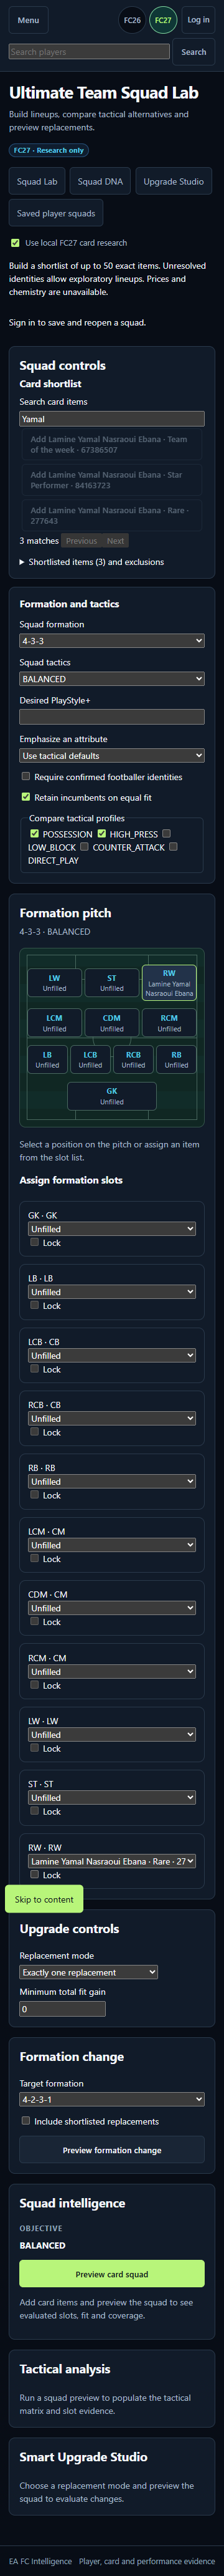 Menu
FC26
FC27
Log in
Search players
Search
Ultimate Team Squad Lab
Build lineups, compare tactical alternatives and
preview replacements.
FC27 · Research only
Squad Lab
Squad DNA
Upgrade Studio
Saved player squads
Use local FC27 card research
Build a shortlist of up to 50 exact items. Unresolved
identities allow exploratory lineups. Prices and
chemistry are unavailable.
Sign in to save and reopen a squad.
Squad controls
Card shortlist
Search card items
Yamal
Add Lamine Yamal Nasraoui Ebana · Team
of the week · 67386507
Add Lamine Yamal Nasraoui Ebana · Star
Performer · 84163723
Add Lamine Yamal Nasraoui Ebana · Rare ·
277643
3 matches Previous Next
Shortlisted items (3) and exclusions
Formation and tactics
Squad formation
4-3-3
Squad tactics
BALANCED
Desired PlayStyle+
Emphasize an attribute
Use tactical defaults
Require confirmed footballer identities
Retain incumbents on equal fit
Compare tactical profiles
POSSESSION HIGH_PRESS
LOW_BLOCK COUNTER_ATTACK
DIRECT_PLAY
Formation pitch
4-3-3 · BALANCED
LW
Unfilled
ST
Unfilled
RW
Lamine Yamal
Nasraoui Ebana
LCM
Unfilled
CDM
Unfilled
RCM
Unfilled
LB
Unfilled
LCB
Unfilled
RCB
Unfilled
RB
Unfilled
GK
Unfilled
Select a position on the pitch or assign an item
from the slot list.
Assign formation slots
GK · GK
Unfilled
Lock
LB · LB
Unfilled
Lock
LCB · CB
Unfilled
Lock
RCB · CB
Unfilled
Lock
RB · RB
Unfilled
Lock
LCM · CM
Unfilled
Lock
CDM · CM
Unfilled
Lock
RCM · CM
Unfilled
Lock
LW · LW
Unfilled
Lock
ST · ST
Unfilled
Lock
RW · RW
Lamine Yamal Nasraoui Ebana · Rare · 27
Lock
Skip to content
Upgrade controls
Replacement mode
Exactly one replacement
Minimum total fit gain
0
Formation change
Target formation
4-2-3-1
Include shortlisted replacements
Preview formation change
Squad intelligence
OBJECTIVE
BALANCED
Preview card squad
Add card items and preview the squad to see
evaluated slots, fit and coverage.
Tactical analysis
Run a squad preview to populate the tactical
matrix and slot evidence.
Smart Upgrade Studio
Choose a replacement mode and preview the
squad to evaluate changes.
EA FC Intelligence Player, card and performance evidence